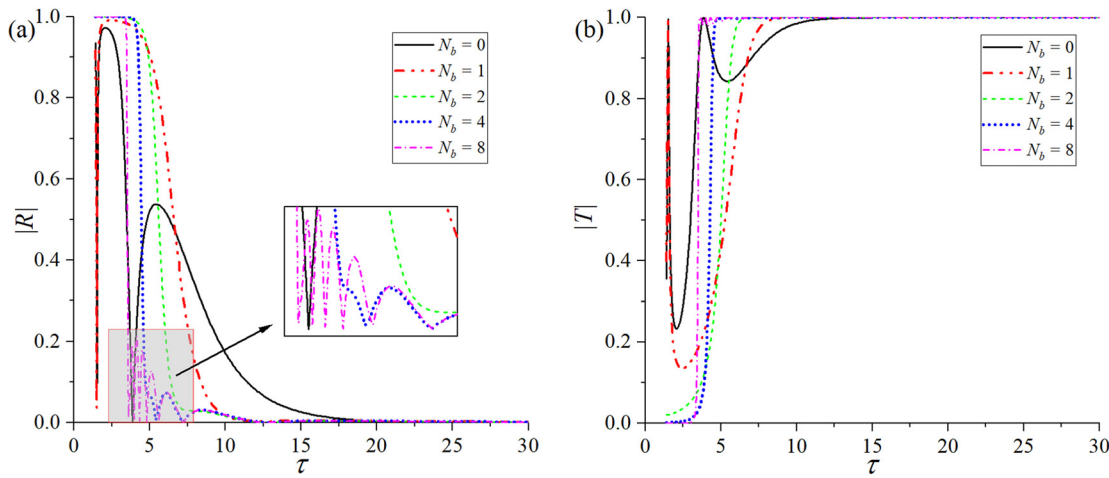 (a)
|R|
1.0
0.8
0.6
0.4
0.2
0.0
0
5
10
15
20
25
30
τ
N_b = 0
N_b = 1
N_b = 2
N_b = 4
N_b = 8
(b)
|T|
1.0
0.8
0.6
0.4
0.2
0.0
0
5
10
15
20
25
30
τ
N_b = 0
N_b = 1
N_b = 2
N_b = 4
N_b = 8